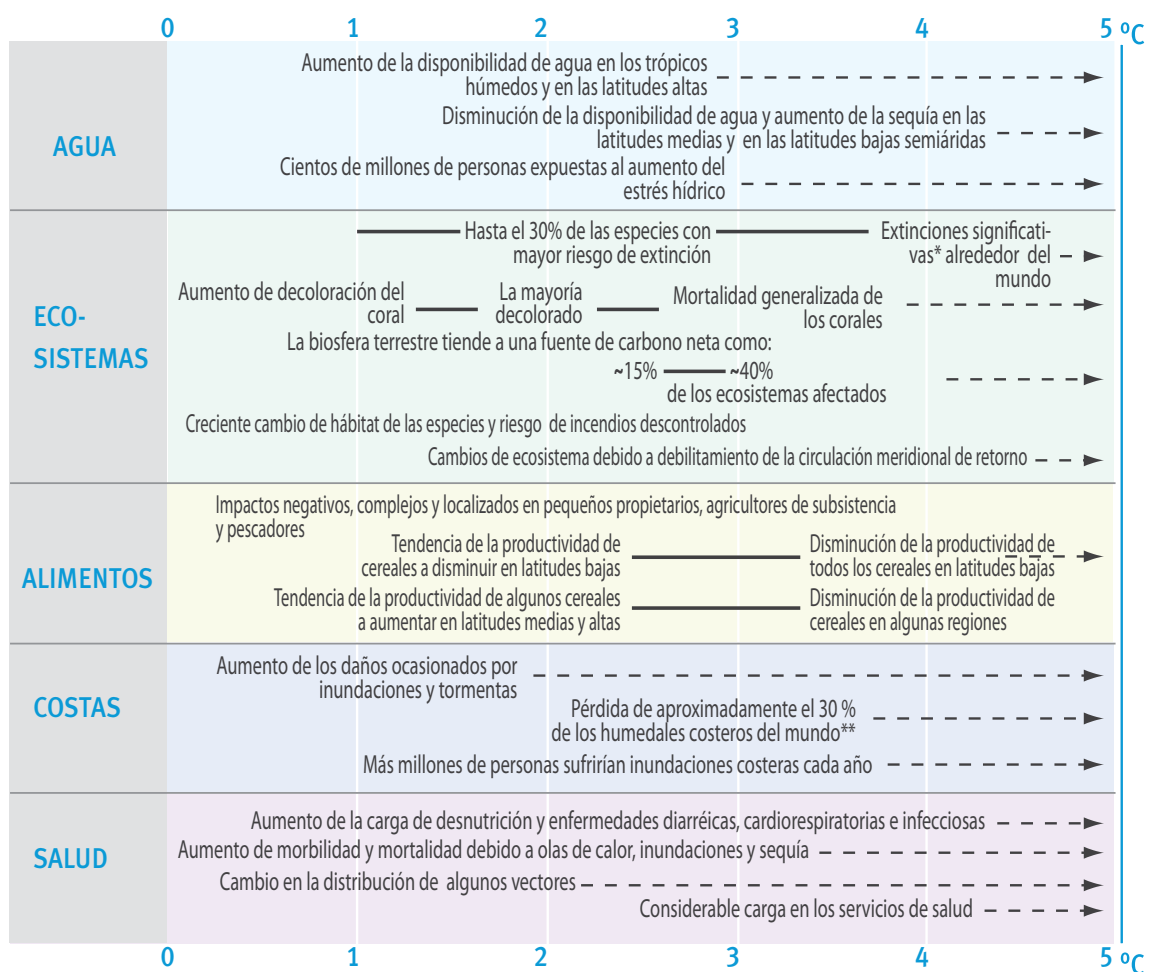 0 1 2 3 4 5 ºC
AGUA
Aumento de la disponibilidad de agua en los trópicos
húmedos y en las latitudes altas
Disminución de la disponibilidad de agua y aumento de la sequía en las
latitudes medias y en las latitudes bajas semiáridas
Cientos de millones de personas expuestas al aumento del
estrés hídrico
ECO-
SISTEMAS
Hasta el 30% de las especies con
mayor riesgo de extinción
Extinciones significati-
vas* alrededor del
mundo
Aumento de decoloración del
coral
La mayoría
decolorado
Mortalidad generalizada de
los corales
La biosfera terrestre tiende a una fuente de carbono neta como:
~15% ~40%
de los ecosistemas afectados
Creciente cambio de hábitat de las especies y riesgo de incendios descontrolados
Cambios de ecosistema debido a debilitamiento de la circulación meridional de retorno
ALIMENTOS
Impactos negativos, complejos y localizados en pequeños propietarios, agricultores de subsistencia
y pescadores
Tendencia de la productividad de
cereales a disminuir en latitudes bajas
Disminución de la productividad de
todos los cereales en latitudes bajas
Tendencia de la productividad de algunos cereales
a aumentar en latitudes medias y altas
Disminución de la productividad de
cereales en algunas regiones
COSTAS
Aumento de los daños ocasionados por
inundaciones y tormentas
Pérdida de aproximadamente el 30 %
de los humedales costeros del mundo**
Más millones de personas sufrirían inundaciones costeras cada año
SALUD
Aumento de la carga de desnutrición y enfermedades diarréicas, cardiorespiratorias e infecciosas
Aumento de morbilidad y mortalidad debido a olas de calor, inundaciones y sequía
Cambio en la distribución de algunos vectores
Considerable carga en los servicios de salud
0 1 2 3 4 5 ºC